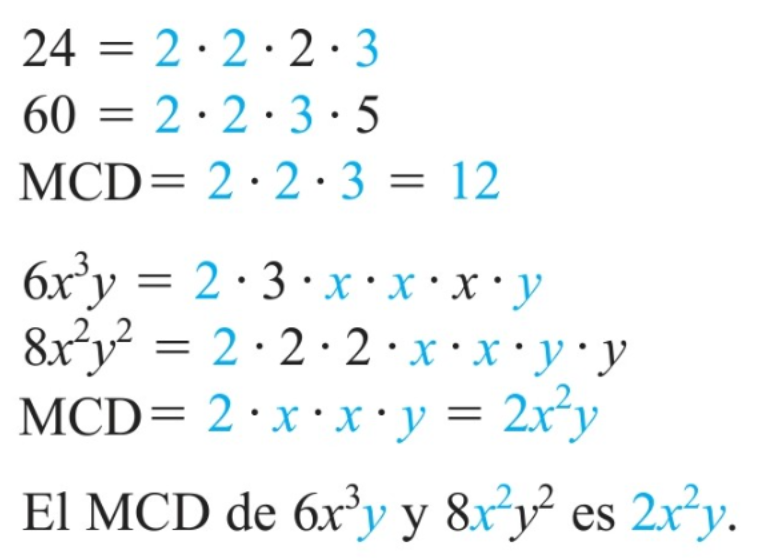 24 = 2 · 2 · 2 · 3
60 = 2 · 2 · 3 · 5
MCD= 2 · 2 · 3 = 12
6x³y = 2 · 3 · x · x · x · y
8x²y² = 2 · 2 · 2 · x · x · y · y
MCD= 2 · x · x · y = 2x²y
El MCD de 6x³y y 8x²y² es 2x²y.